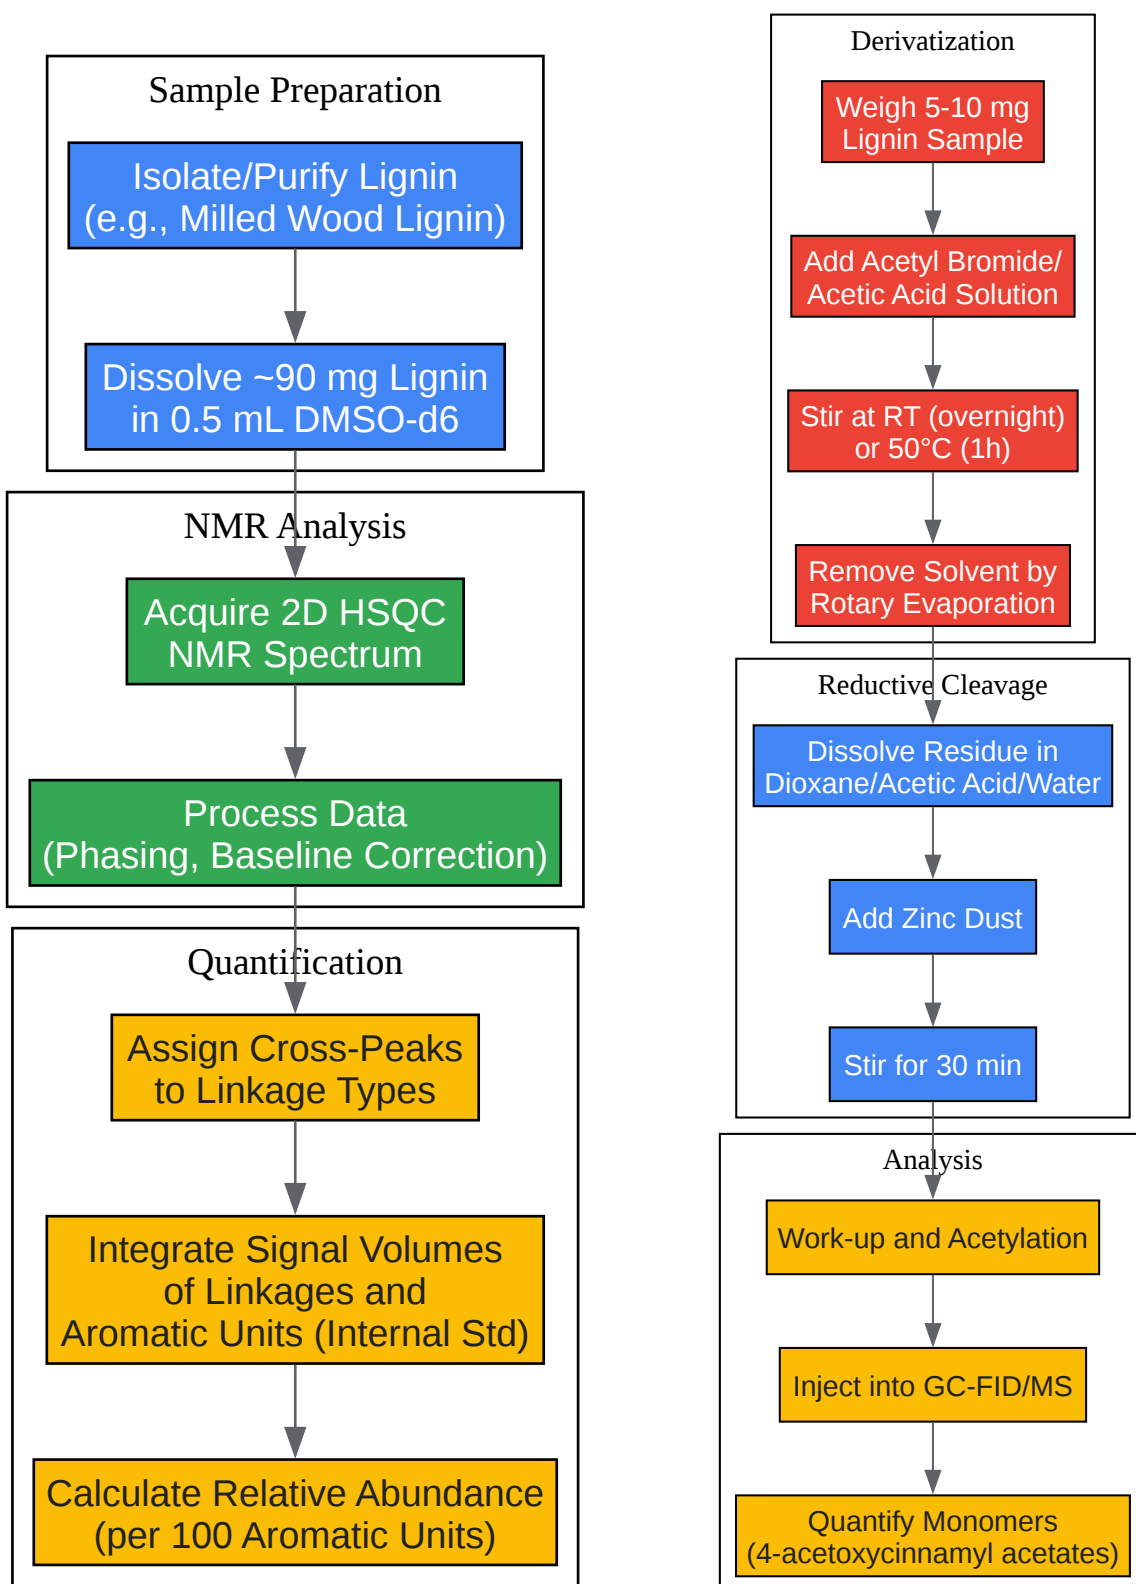 Sample Preparation
Isolate/Purify Lignin
(e.g., Milled Wood Lignin)
Dissolve ~90 mg Lignin
in 0.5 mL DMSO-d6
NMR Analysis
Acquire 2D HSQC
NMR Spectrum
Process Data
(Phasing, Baseline Correction)
Quantification
Assign Cross-Peaks
to Linkage Types
Integrate Signal Volumes
of Linkages and
Aromatic Units (Internal Std)
Calculate Relative Abundance
(per 100 Aromatic Units)
Derivatization
Weigh 5-10 mg
Lignin Sample
Add Acetyl Bromide/
Acetic Acid Solution
Stir at RT (overnight)
or 50°C (1h)
Remove Solvent by
Rotary Evaporation
Reductive Cleavage
Dissolve Residue in
Dioxane/Acetic Acid/Water
Add Zinc Dust
Stir for 30 min
Analysis
Work-up and Acetylation
Inject into GC-FID/MS
Quantify Monomers
(4-acetoxycinnamyl acetates)